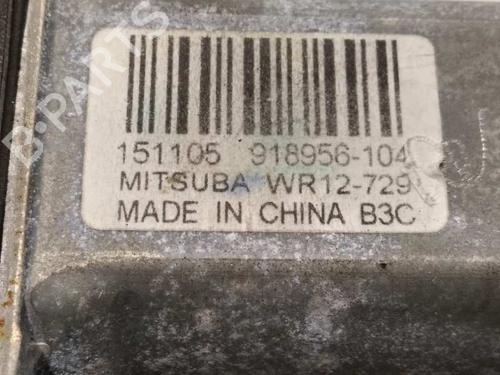 B-PARTS
151105 918956-104
MITSUBA WR12-729
MADE IN CHINA B3C